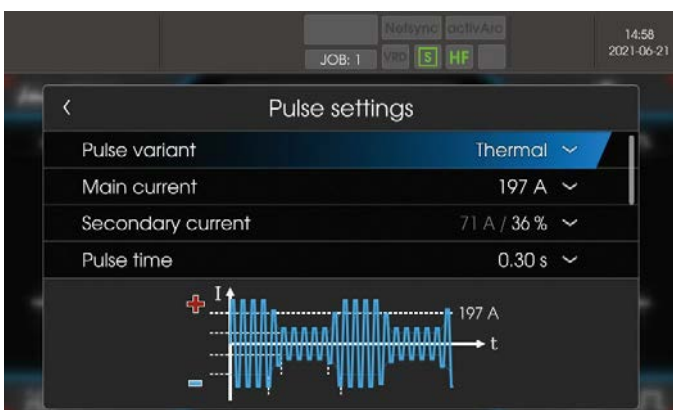 Netsync activArc
14:58
JOB: 1 VRD S HF
2021-06-21
Pulse settings
Pulse variant Thermal
Main current 197 A
Secondary current 71 A / 36 %
Pulse time 0.30 s
+ I
197 A
t
−